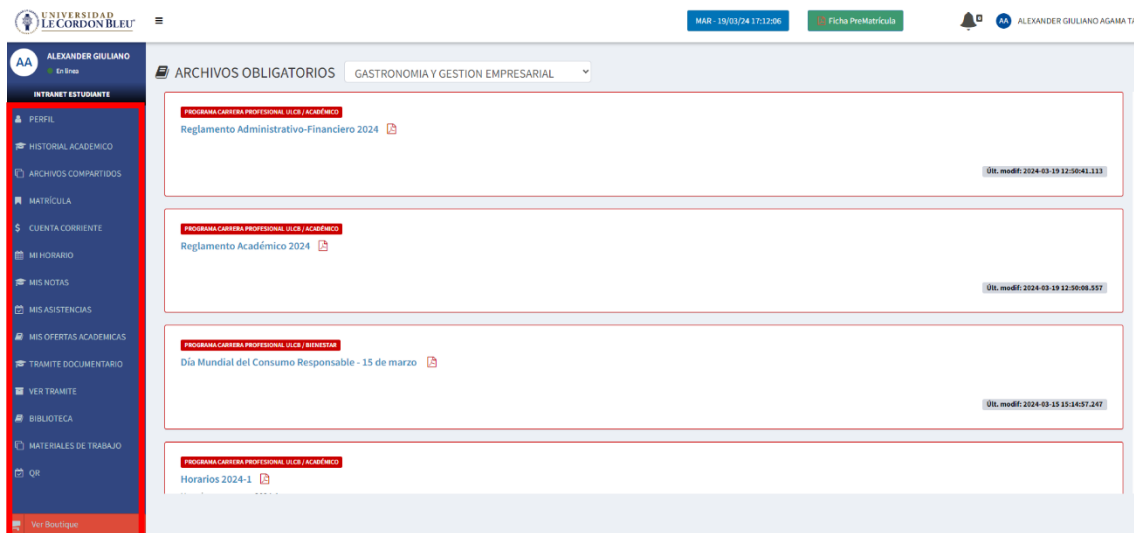 UNIVERSIDAD
LE CORDON BLEU
MAR - 19/03/24 17:12:06
Ficha PreMatrícula
AA
ALEXANDER GIULIANO AGAMA TA
AA
ALEXANDER GIULIANO
En línea
INTRANET ESTUDIANTE
PERFIL
HISTORIAL ACADEMICO
ARCHIVOS COMPARTIDOS
MATRÍCULA
CUENTA CORRIENTE
MI HORARIO
MIS NOTAS
MIS ASISTENCIAS
MIS OFERTAS ACADEMICAS
TRAMITE DOCUMENTARIO
VER TRAMITE
BIBLIOTECA
MATERIALES DE TRABAJO
QR
Ver Boutique
ARCHIVOS OBLIGATORIOS
GASTRONOMIA Y GESTION EMPRESARIAL
PROGRAMA CARRERA PROFESIONAL ULCB / ACADÉMICO
Reglamento Administrativo-Financiero 2024
Últ. modif: 2024-03-19 12:50:41.113
PROGRAMA CARRERA PROFESIONAL ULCB / ACADÉMICO
Reglamento Académico 2024
Últ. modif: 2024-03-19 12:50:08.557
PROGRAMA CARRERA PROFESIONAL ULCB / BIENESTAR
Día Mundial del Consumo Responsable - 15 de marzo
Últ. modif: 2024-03-15 15:14:57.247
PROGRAMA CARRERA PROFESIONAL ULCB / ACADÉMICO
Horarios 2024-1